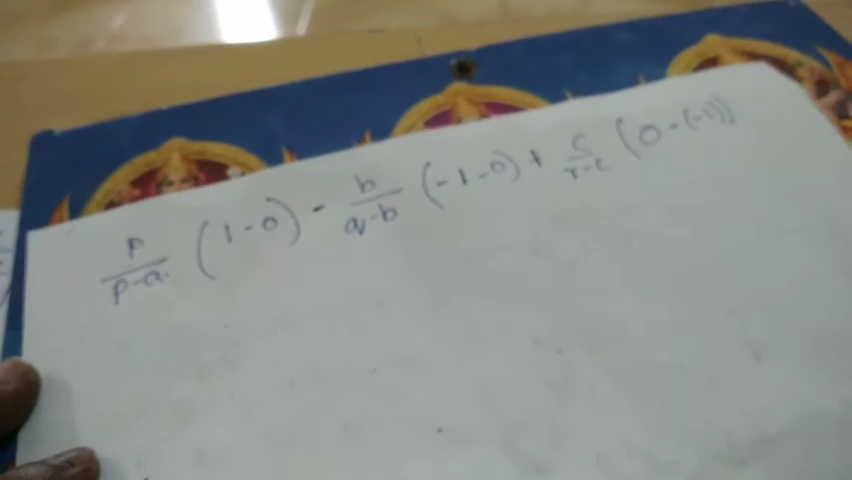 p/(p-a) (1-0) - b/(q-b) (-1-0) + c/(r-c) (0-(-1))